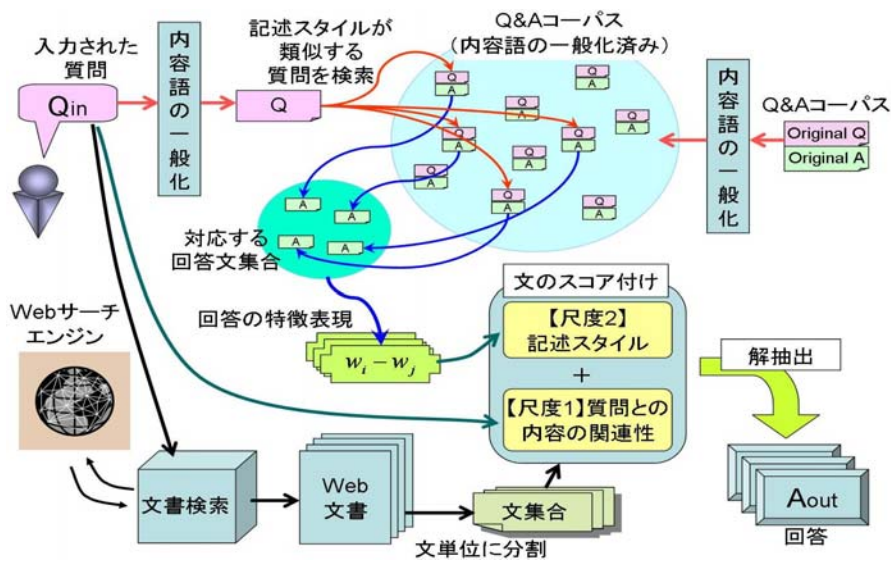 入力された
質問
Qin
内容語の一般化
記述スタイルが
類似する
質問を検索
Q
Q&Aコーパス
(内容語の一般化済み)
Q
A
Q
A
Q
A
Q
A
Q
A
Q
A
Q
A
Q
A
Q
A
Q
A
内容語の一般化
Q&Aコーパス
Original Q
Original A
A
A
A
A
対応する
回答文集合
回答の特徴表現
wi − wj
文のスコア付け
【尺度2】
記述スタイル
+
【尺度1】質問との
内容の関連性
解抽出
Aout
回答
Webサーチ
エンジン
文書検索
Web
文書
文単位に分割
文集合